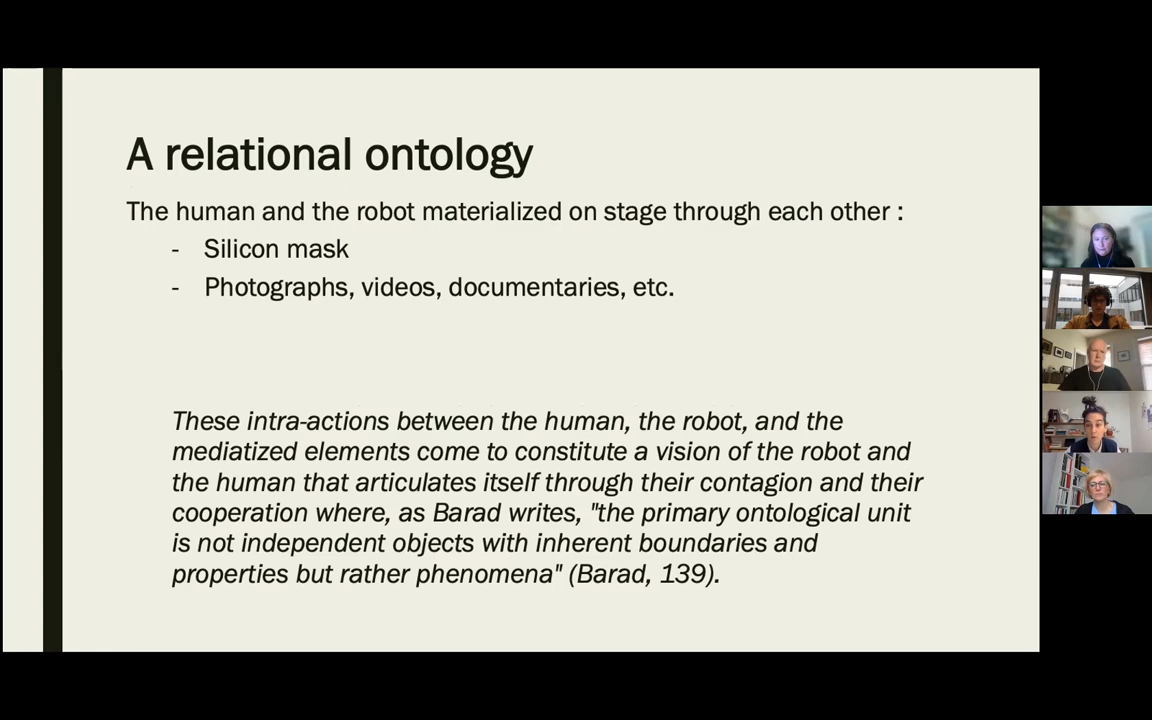 A relational ontology
The human and the robot materialized on stage through each other :
- Silicon mask
- Photographs, videos, documentaries, etc.
These intra-actions between the human, the robot, and the
mediatized elements come to constitute a vision of the robot and
the human that articulates itself through their contagion and their
cooperation where, as Barad writes, "the primary ontological unit
is not independent objects with inherent boundaries and
properties but rather phenomena" (Barad, 139).